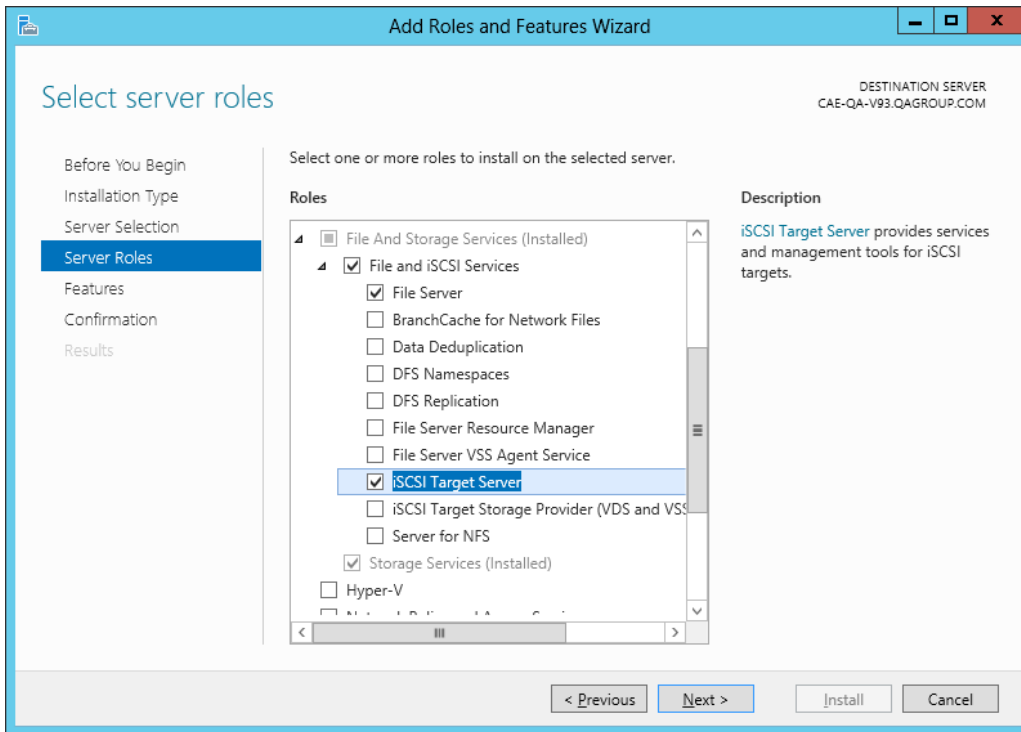 Add Roles and Features Wizard
Select server roles
DESTINATION SERVER
CAE-QA-V93.QAGROUP.COM
Before You Begin
Installation Type
Server Selection
Server Roles
Features
Confirmation
Results
Select one or more roles to install on the selected server.
Roles
File And Storage Services (Installed)
File and iSCSI Services
File Server
BranchCache for Network Files
Data Deduplication
DFS Namespaces
DFS Replication
File Server Resource Manager
File Server VSS Agent Service
iSCSI Target Server
iSCSI Target Storage Provider (VDS and VSS
Server for NFS
Storage Services (Installed)
Hyper-V
Description
iSCSI Target Server provides services
and management tools for iSCSI
targets.
< Previous
Next >
Install
Cancel